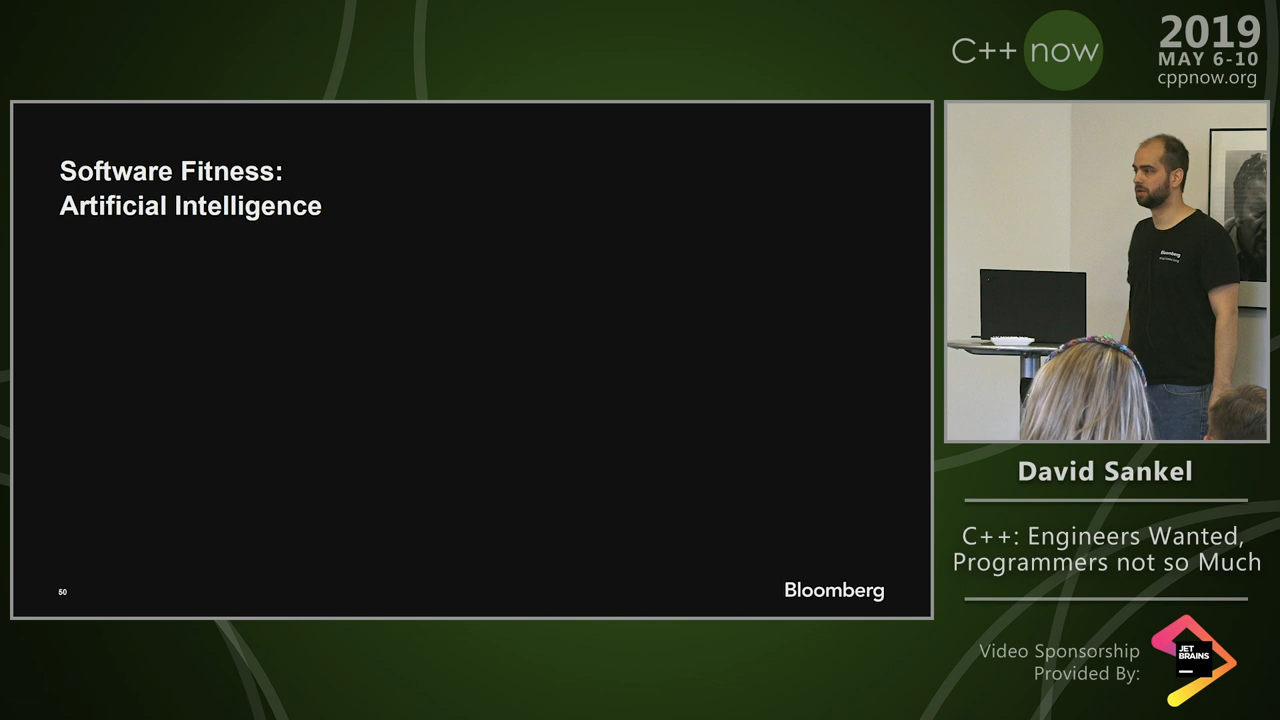 C++ now
2019
MAY 6-10
cppnow.org
Software Fitness:
Artificial Intelligence
50
Bloomberg
Bloomberg
David Sankel
C++: Engineers Wanted,
Programmers not so Much
Video Sponsorship
Provided By:
JET
BRAINS